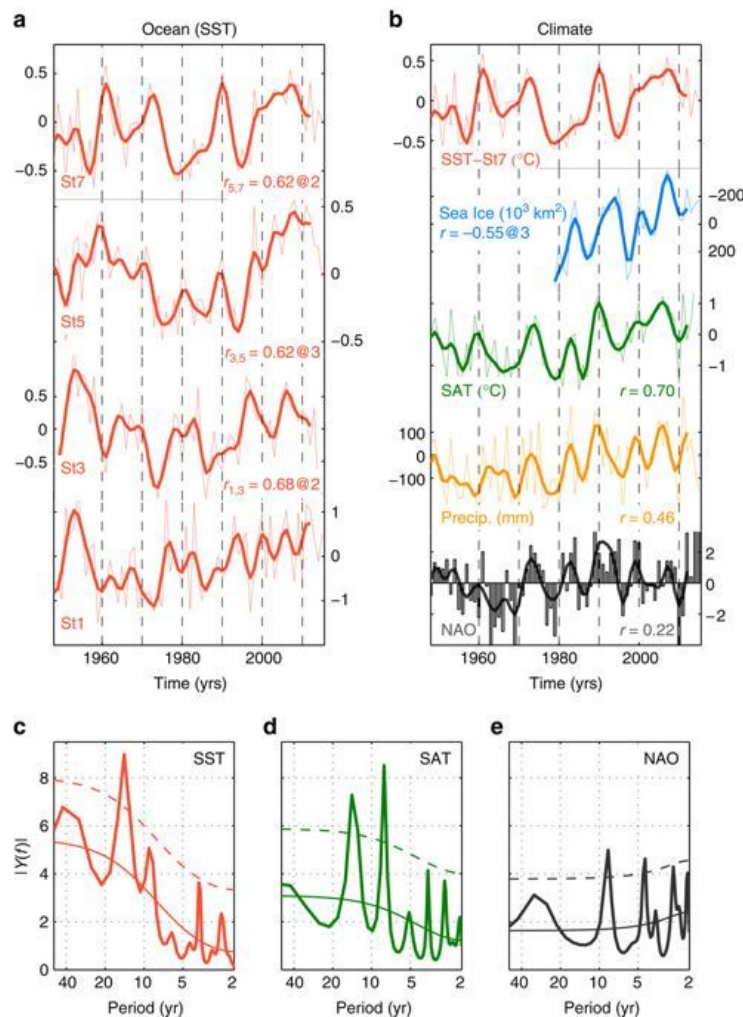 a
Ocean (SST)
0.5
0
−0.5
St7
r5,7 = 0.62@2
0.5
0
−0.5
St5
r3,5 = 0.62@3
0.5
0
−0.5
St3
r1,3 = 0.68@2
1
0
−1
St1
1960 1980 2000
Time (yrs)
b
Climate
0.5
0
−0.5
SST–St7 (°C)
Sea Ice (10³ km²)
r = −0.55@3
−200
0
200
1
0
−1
SAT (°C)
r = 0.70
100
0
−100
Precip. (mm)
r = 0.46
2
0
−2
NAO
r = 0.22
1960 1980 2000
Time (yrs)
c
SST
|Y(f)|
8
6
4
2
0
40 20 10 5 2
Period (yr)
d
SAT
40 20 10 5 2
Period (yr)
e
NAO
40 20 10 5 2
Period (yr)